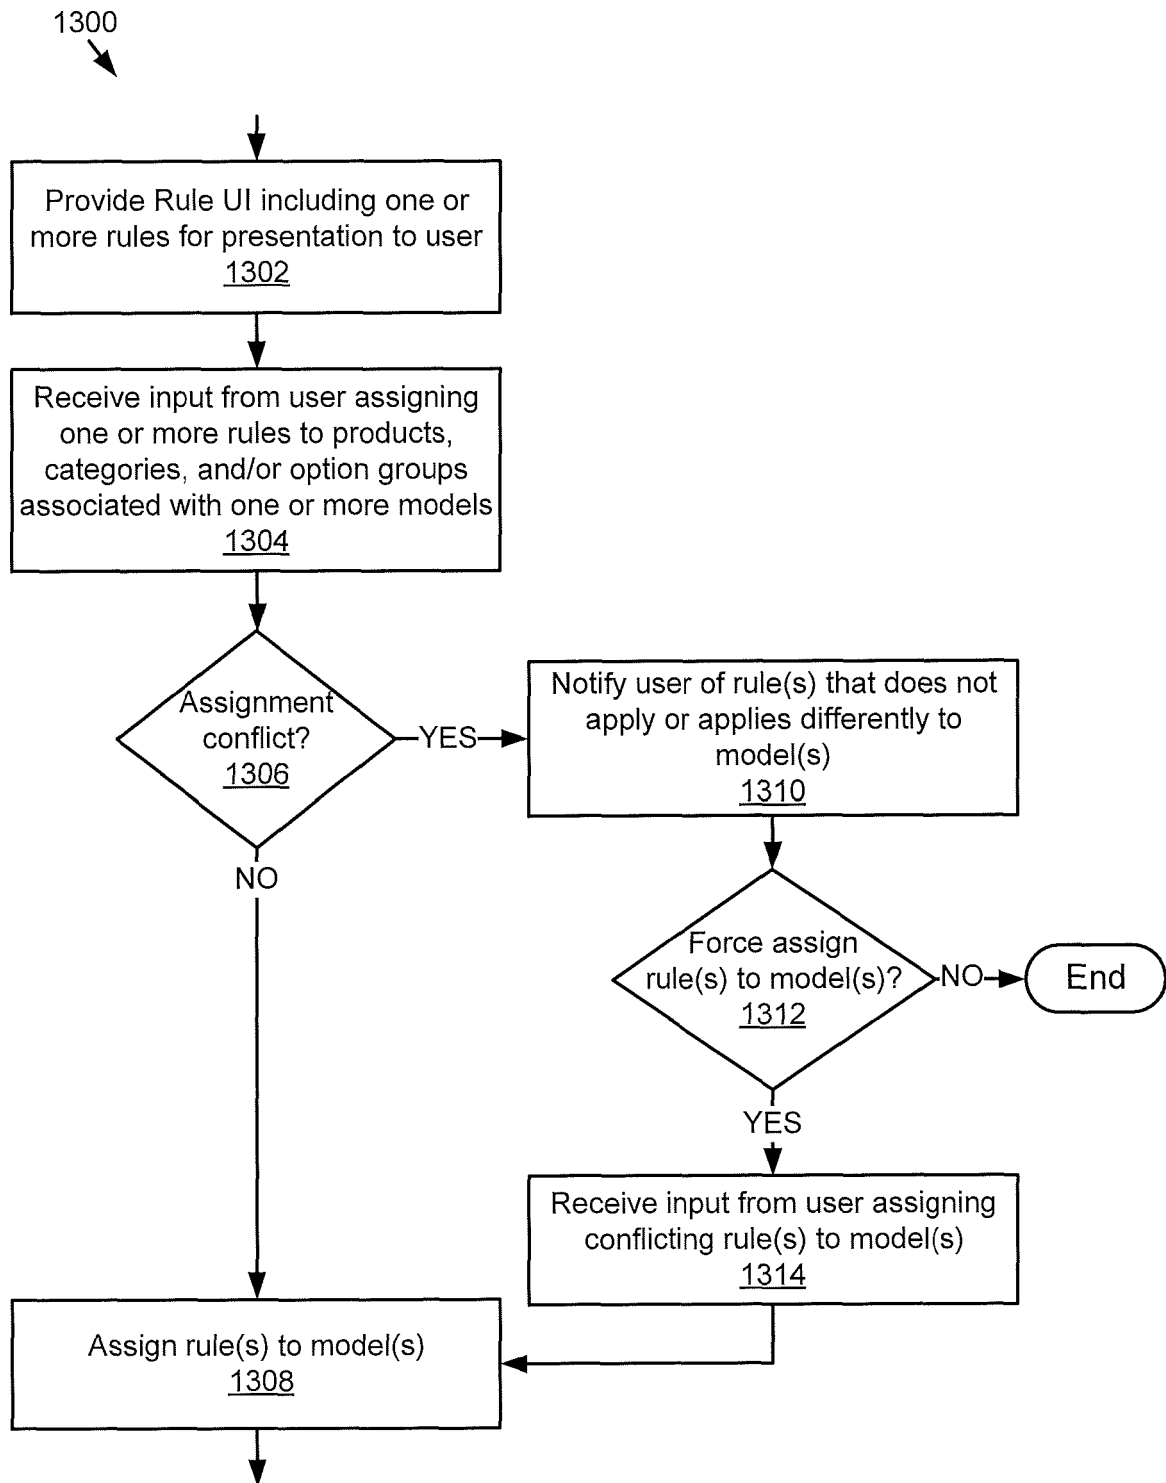 1300
Provide Rule UI including one or
more rules for presentation to user
1302
Receive input from user assigning
one or more rules to products,
categories, and/or option groups
associated with one or more models
1304
Assignment
conflict?
1306
YES
Notify user of rule(s) that does not
apply or applies differently to
model(s)
1310
NO
Force assign
rule(s) to model(s)?
1312
NO
End
YES
Receive input from user assigning
conflicting rule(s) to model(s)
1314
Assign rule(s) to model(s)
1308